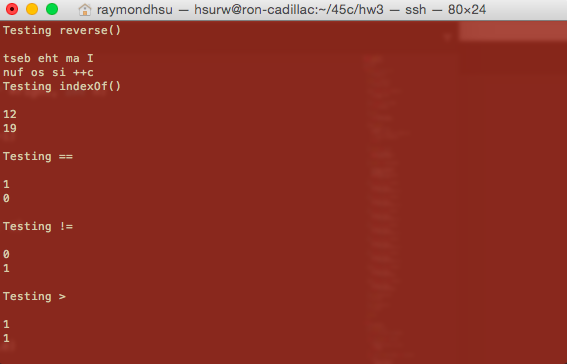 raymondhsu — hsurw@ron-cadillac:~/45c/hw3 — ssh — 80×24
Testing reverse()
tseb eht ma I
nuf os si ++c
Testing indexOf()
12
19
Testing ==
1
0
Testing !=
0
1
Testing >
1
1